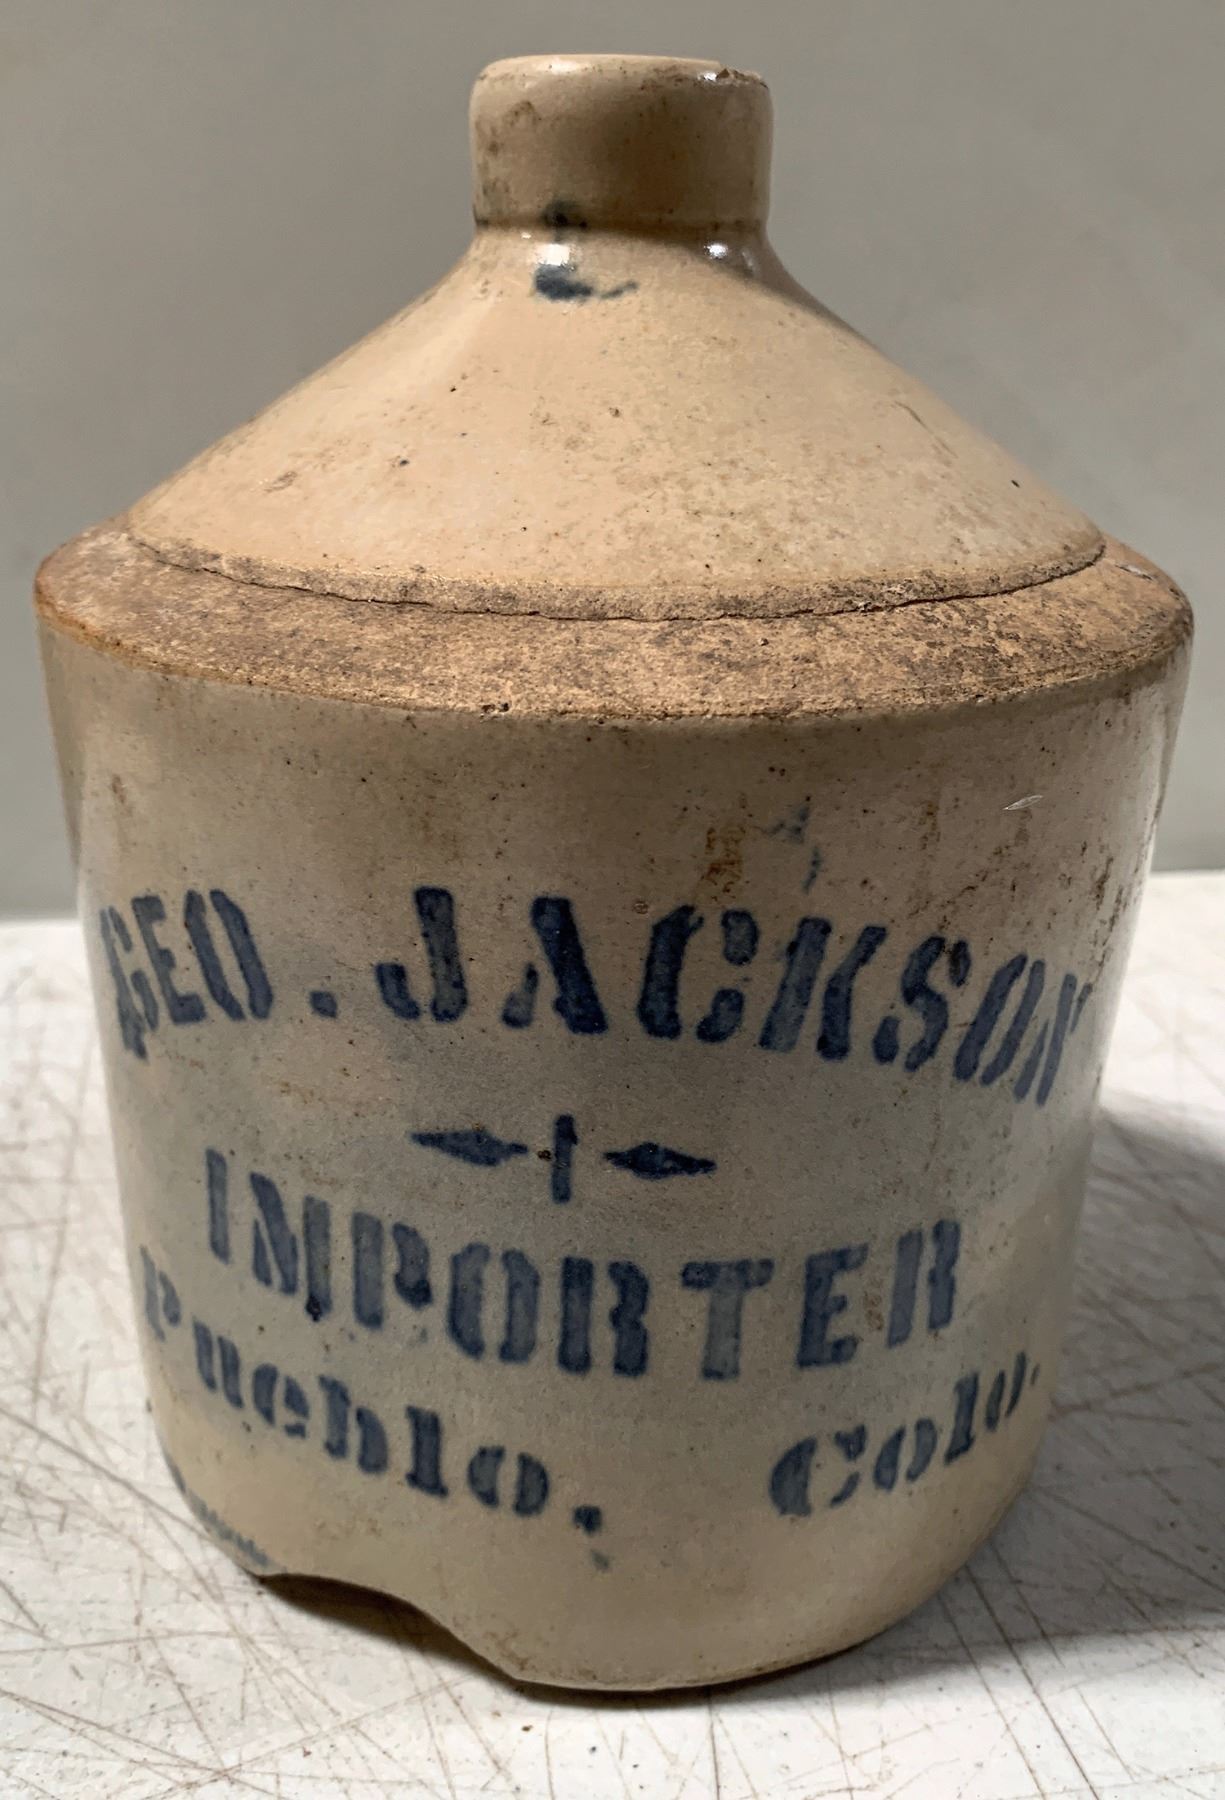 GEO. JACKSON
IMPORTER
Pueblo, Colo.